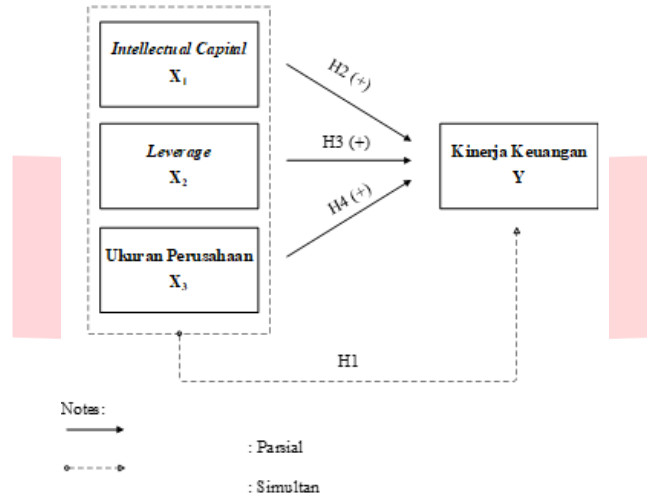 Intellectual Capital
X₁
H2 (+)
Leverage
X₂
H3 (+)
Kinerja Keuangan
Y
H4 (+)
Ukuran Perusahaan
X₃
H1
Notes:
: Parsial
: Simultan